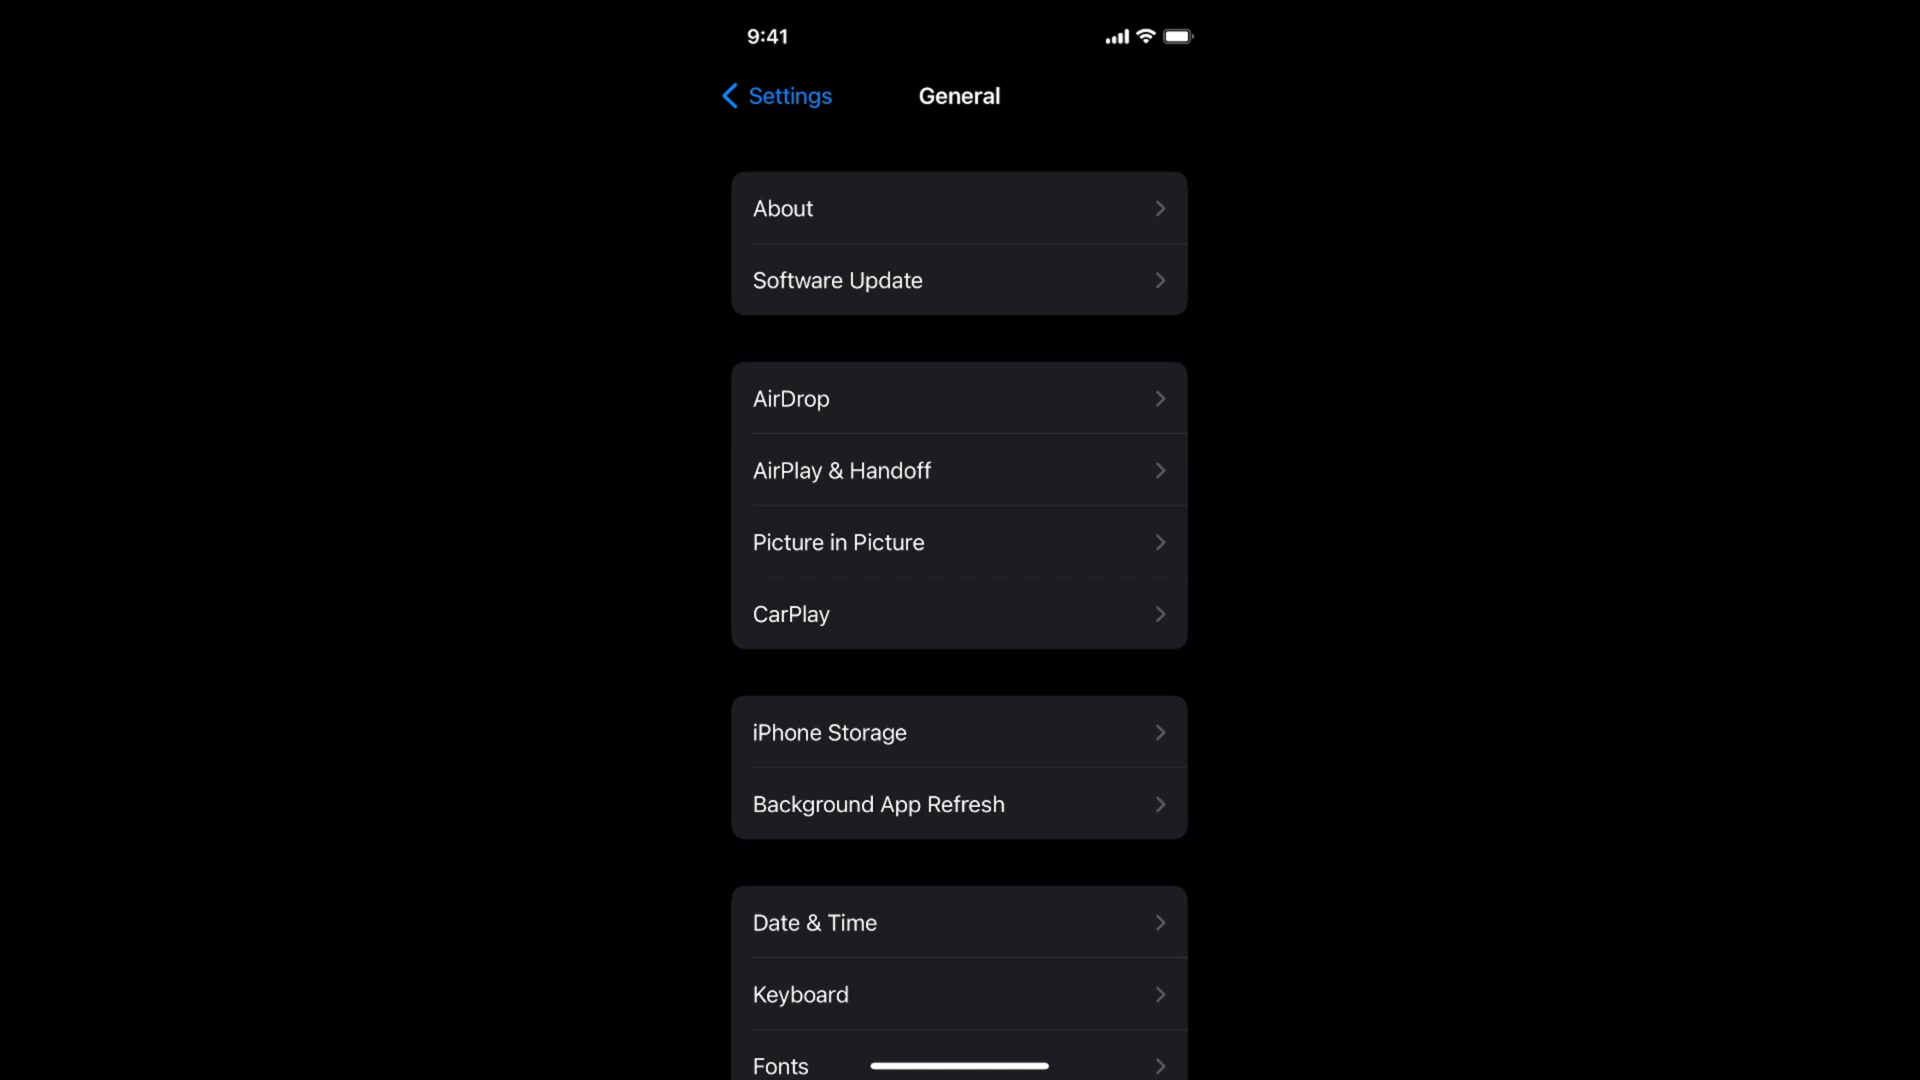 9:41
Settings
General
About
Software Update
AirDrop
AirPlay & Handoff
Picture in Picture
CarPlay
iPhone Storage
Background App Refresh
Date & Time
Keyboard
Fonts